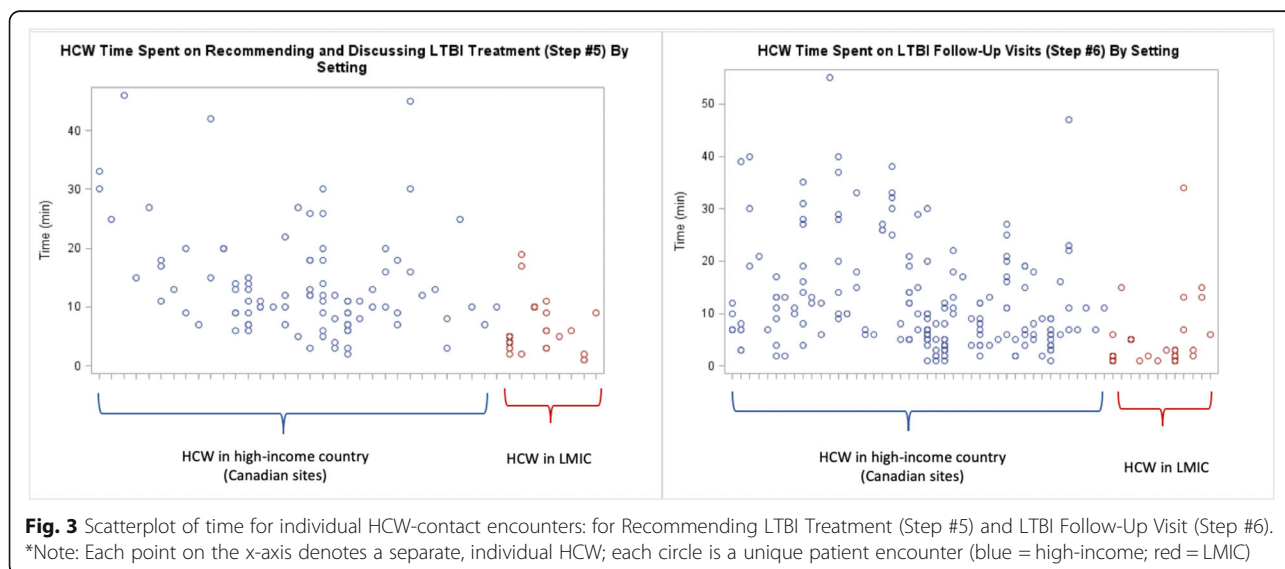 HCW Time Spent on Recommending and Discussing LTBI Treatment (Step #5) By
Setting
Time (min)
40
30
20
10
0
HCW in high-income country
(Canadian sites)
HCW in LMIC
HCW Time Spent on LTBI Follow-Up Visits (Step #6) By Setting
Time (min)
50
40
30
20
10
0
HCW in high-income country
(Canadian sites)
HCW in LMIC
Fig. 3 Scatterplot of time for individual HCW-contact encounters: for Recommending LTBI Treatment (Step #5) and LTBI Follow-Up Visit (Step #6).
*Note: Each point on the x-axis denotes a separate, individual HCW; each circle is a unique patient encounter (blue = high-income; red = LMIC)